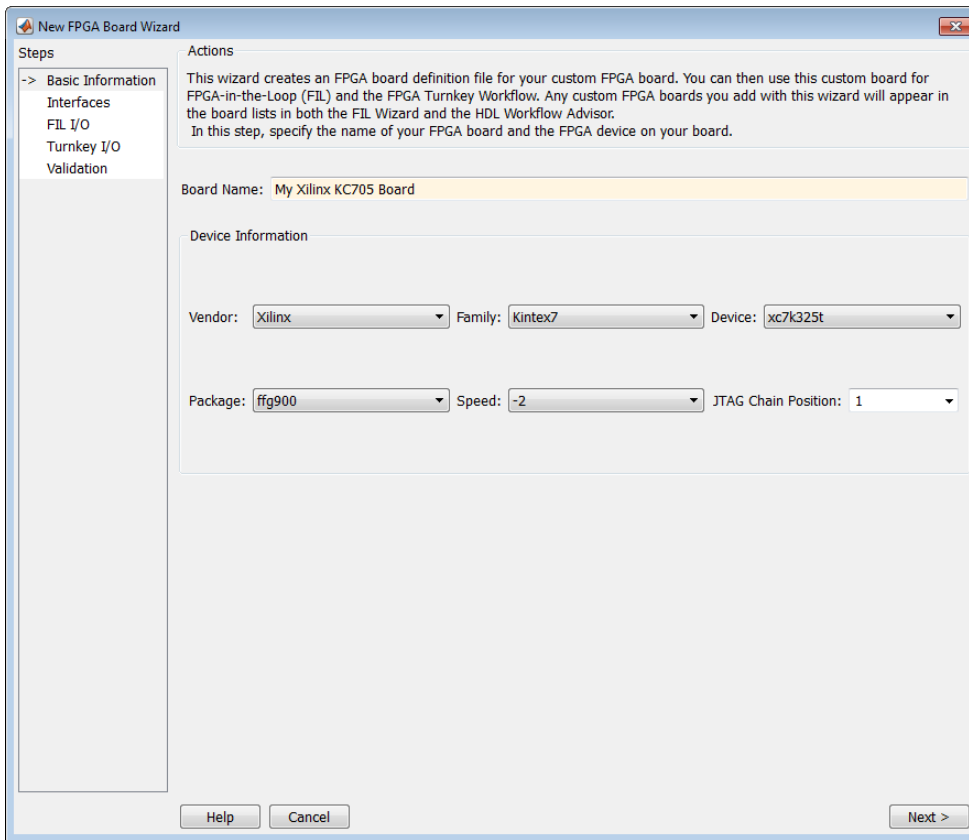 New FPGA Board Wizard
Steps
-> Basic Information
Interfaces
FIL I/O
Turnkey I/O
Validation
Actions
This wizard creates an FPGA board definition file for your custom FPGA board. You can then use this custom board for
FPGA-in-the-Loop (FIL) and the FPGA Turnkey Workflow. Any custom FPGA boards you add with this wizard will appear in
the board lists in both the FIL Wizard and the HDL Workflow Advisor.
In this step, specify the name of your FPGA board and the FPGA device on your board.
Board Name: My Xilinx KC705 Board
Device Information
Vendor: Xilinx Family: Kintex7 Device: xc7k325t
Package: ffg900 Speed: -2 JTAG Chain Position: 1
Help Cancel Next >